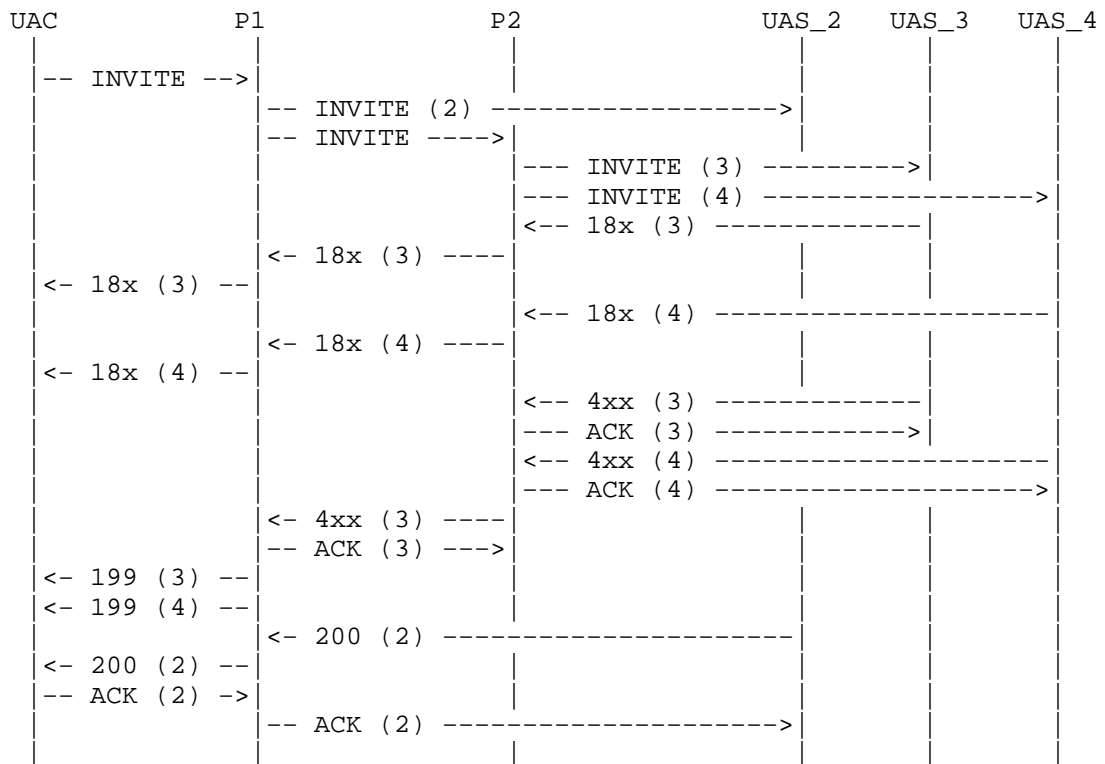 UAC P1 P2 UAS_2 UAS_3 UAS_4
-- INVITE -->
-- INVITE (2) ------------------>
-- INVITE ---->
--- INVITE (3) --------->
--- INVITE (4) ----------------->
<-- 18x (3) -------------
<- 18x (3) ----
<- 18x (3) --
<-- 18x (4) ---------------------
<- 18x (4) ----
<- 18x (4) --
<-- 4xx (3) -------------
--- ACK (3) ------------>
<-- 4xx (4) ---------------------
--- ACK (4) -------------------->
<- 4xx (3) ----
-- ACK (3) --->
<- 199 (3) --
<- 199 (4) --
<- 200 (2) ----------------------
<- 200 (2) --
-- ACK (2) ->
-- ACK (2) --------------------->